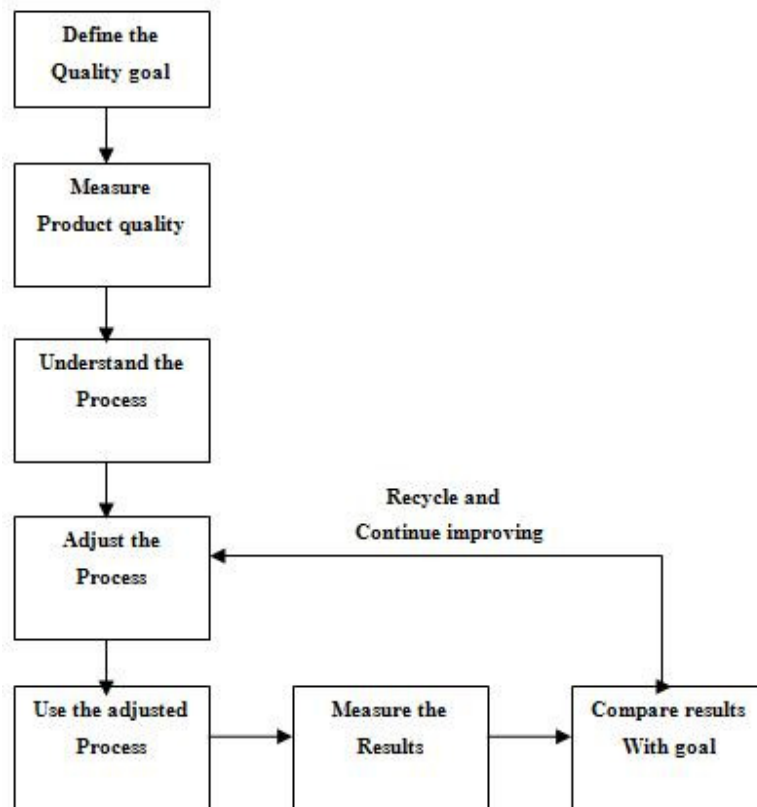 Define the
Quality goal
Measure
Product quality
Understand the
Process
Adjust the
Process
Recycle and
Continue improving
Use the adjusted
Process
Measure the
Results
Compare results
With goal